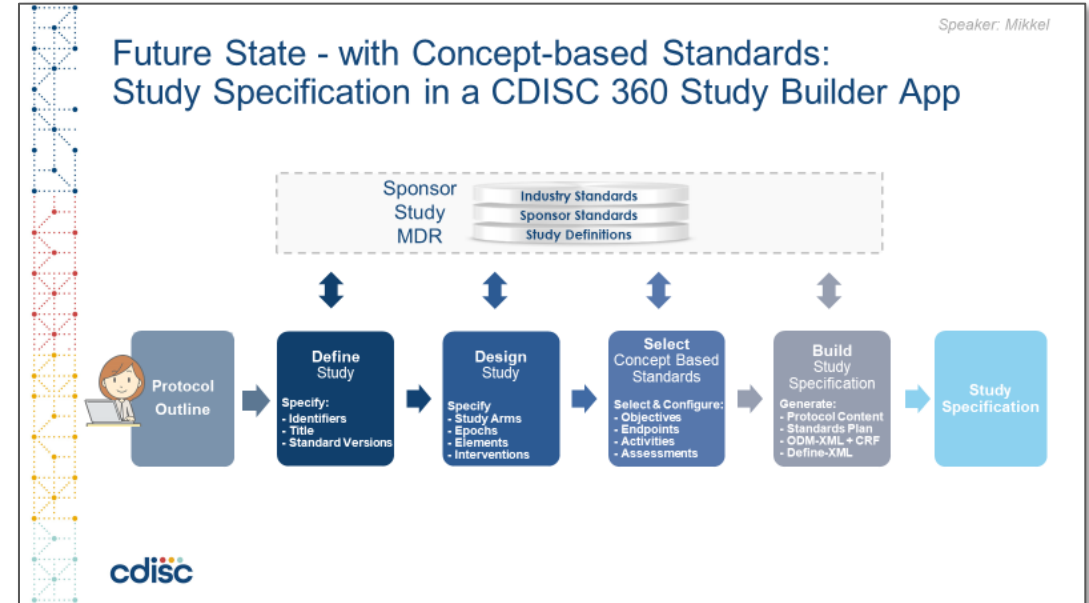 Speaker: Mikkel
Future State - with Concept-based Standards:
Study Specification in a CDISC 360 Study Builder App
Sponsor
Study
MDR
Industry Standards
Sponsor Standards
Study Definitions
Protocol
Outline
Define
Study
Specify:
- Identifiers
- Title
- Standard Versions
Design
Study
Specify
- Study Arms
- Epochs
- Elements
- Interventions
Select
Concept Based
Standards
Select & Configure:
- Objectives
- Endpoints
- Activities
- Assessments
Build
Study
Specification
Generate:
- Protocol Content
- Standards Plan
- ODM-XML + CRF
- Define-XML
Study
Specification
cdisc